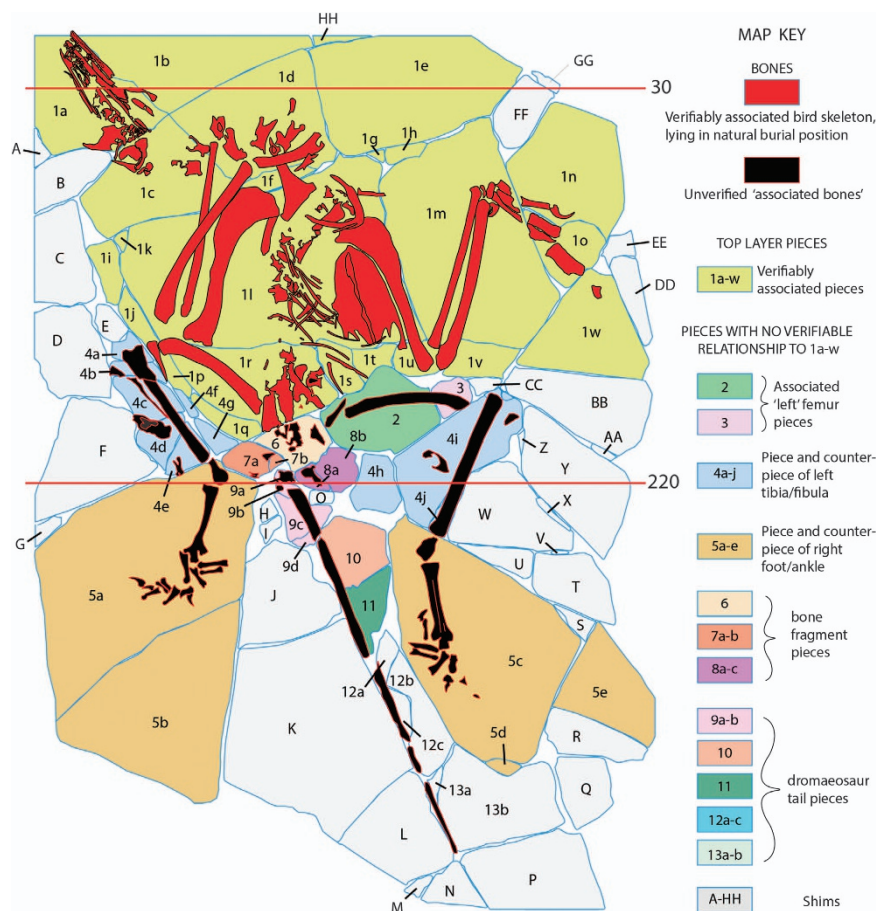 HH
MAP KEY
1b
1d
1e
GG
BONES
30
1a
FF
Verifiably associated bird skeleton,
lying in natural burial position
A
1g
1h
B
1f
1c
1m
1n
Unverified ‘associated bones’
1k
1o
EE
C
1i
TOP LAYER PIECES
DD
1l
1a-w
Verifiably
associated pieces
1j
D
E
1w
4a
1r
1t
1u
1v
PIECES WITH NO VERIFIABLE
RELATIONSHIP TO 1a-w
4b
1p
1s
CC
4c
4f
3
BB
2
Associated
‘left’ femur
pieces
4g
2
3
1q
6
8b
4i
Z
AA
F
4d
7a
7b
4h
Y
4a-j
Piece and counter-
piece of left
tibia/fibula
8a
4e
9a
O
220
9b
H
4j
W
X
G
I
9c
V
5a-e
Piece and counter-
piece of right
foot/ankle
9d
10
U
J
T
5a
11
S
6
7a-b
8a-c
bone
fragment
pieces
5c
12b
5e
12a
5b
K
12c
5d
R
9a-b
10
11
12a-c
13a-b
dromaeosaur
tail pieces
13a
13b
Q
L
P
M
N
A-HH
Shims